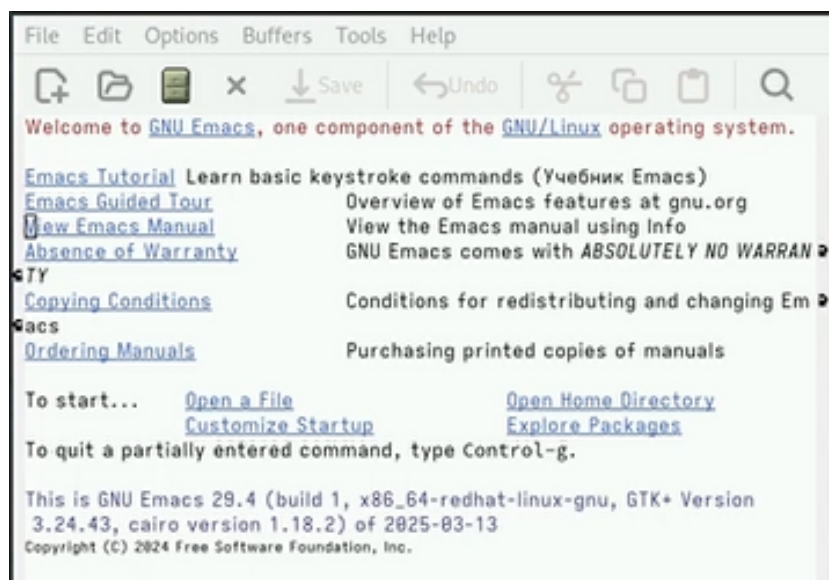 File Edit Options Buffers Tools Help
Save Undo
Welcome to GNU Emacs, one component of the GNU/Linux operating system.
Emacs Tutorial Learn basic keystroke commands (Учебник Emacs)
Emacs Guided Tour Overview of Emacs features at gnu.org
View Emacs Manual View the Emacs manual using Info
Absence of Warranty GNU Emacs comes with ABSOLUTELY NO WARRAN
TY
Copying Conditions Conditions for redistributing and changing Em
acs
Ordering Manuals Purchasing printed copies of manuals
To start... Open a File Open Home Directory
Customize Startup Explore Packages
To quit a partially entered command, type Control-g.
This is GNU Emacs 29.4 (build 1, x86_64-redhat-linux-gnu, GTK+ Version
3.24.43, cairo version 1.18.2) of 2025-03-13
Copyright (C) 2024 Free Software Foundation, Inc.